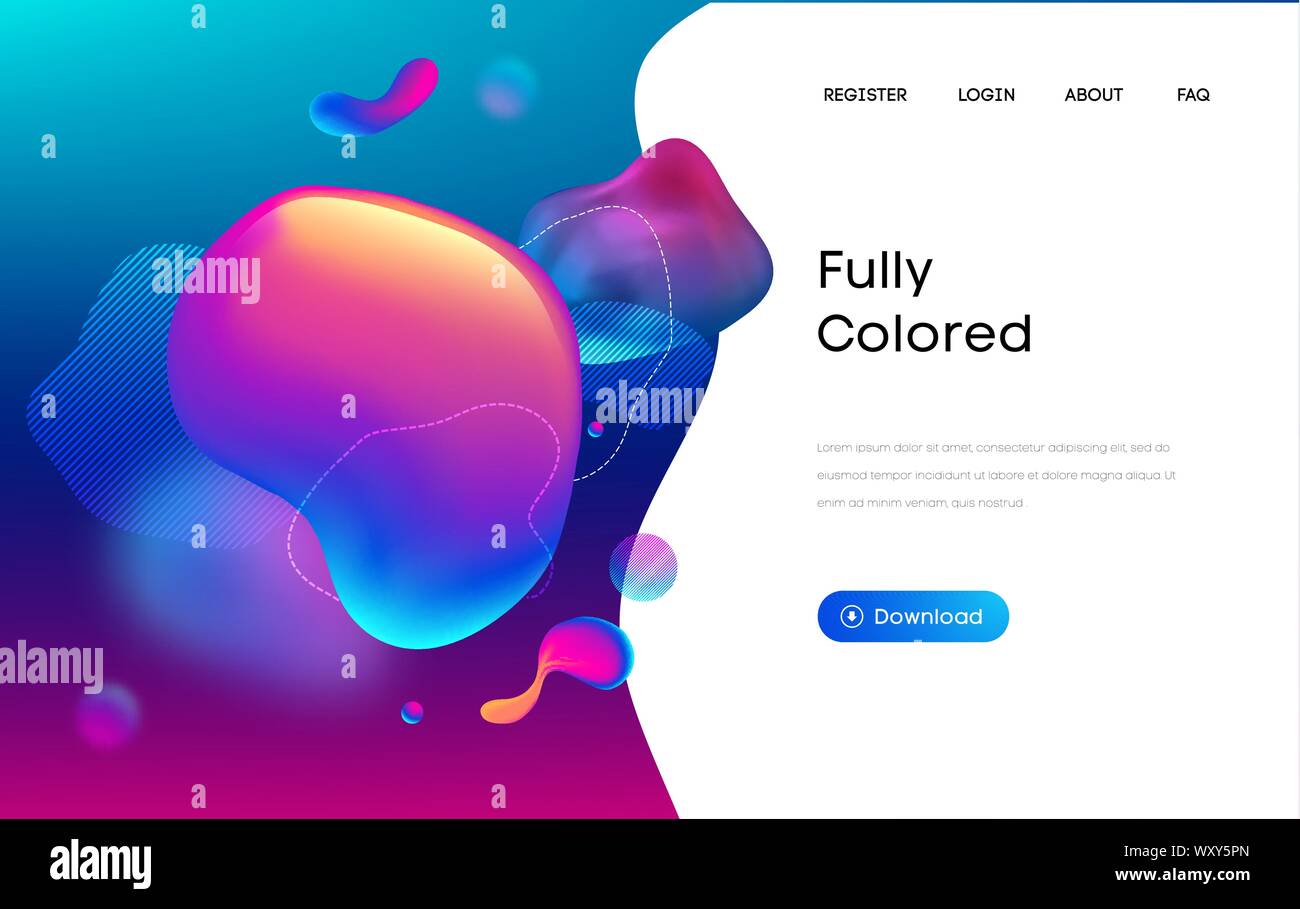 REGISTER LOGIN ABOUT FAQ
Fully
Colored
Lorem ipsum dolor sit amet, consectetur adipiscing elit, sed do
eiusmod tempor incididunt ut labore et dolore magna aliqua. Ut
enim ad minim veniam, quis nostrud .
Download
a
a
a
alamy
a
alamy
a
a
a
alamy
a
a
a
alamy
Image ID: WXY5PN
www.alamy.com